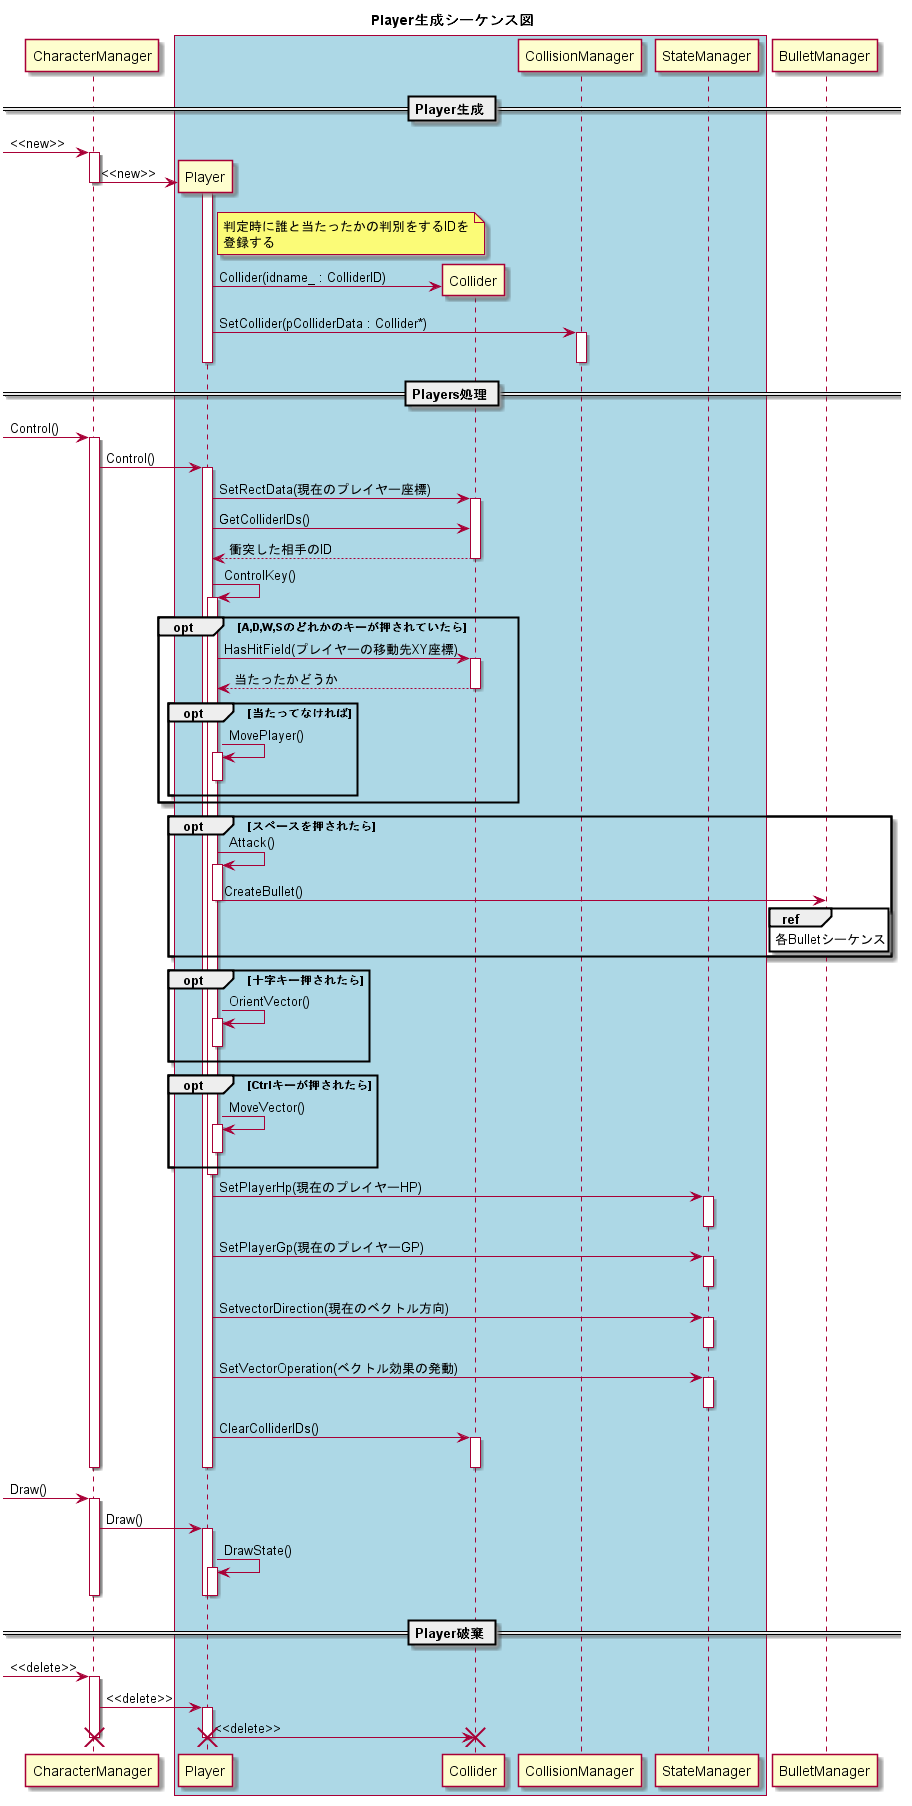 Player生成シーケンス図
CharacterManager
CollisionManager
StateManager
BulletManager
Player生成
<<new>>
<<new>>
Player
判定時に誰と当たったかの判別をするIDを
登録する
Collider(idname_ : ColliderID)
Collider
SetCollider(pColliderData : Collider*)
Players処理
Control()
Control()
SetRectData(現在のプレイヤー座標)
GetColliderIDs()
衝突した相手のID
ControlKey()
opt [A,D,W,Sのどれかのキーが押されていたら]
HasHitField(プレイヤーの移動先XY座標)
当たったかどうか
opt [当たってなければ]
MovePlayer()
opt [スペースを押されたら]
Attack()
CreateBullet()
ref
各Bulletシーケンス
opt [十字キー押されたら]
OrientVector()
opt [Ctrlキーが押されたら]
MoveVector()
SetPlayerHp(現在のプレイヤーHP)
SetPlayerGp(現在のプレイヤーGP)
SetvectorDirection(現在のベクトル方向)
SetVectorOperation(ベクトル効果の発動)
ClearColliderIDs()
Draw()
Draw()
DrawState()
Player破棄
<<delete>>
<<delete>>
<<delete>>
CharacterManager
Player
Collider
CollisionManager
StateManager
BulletManager